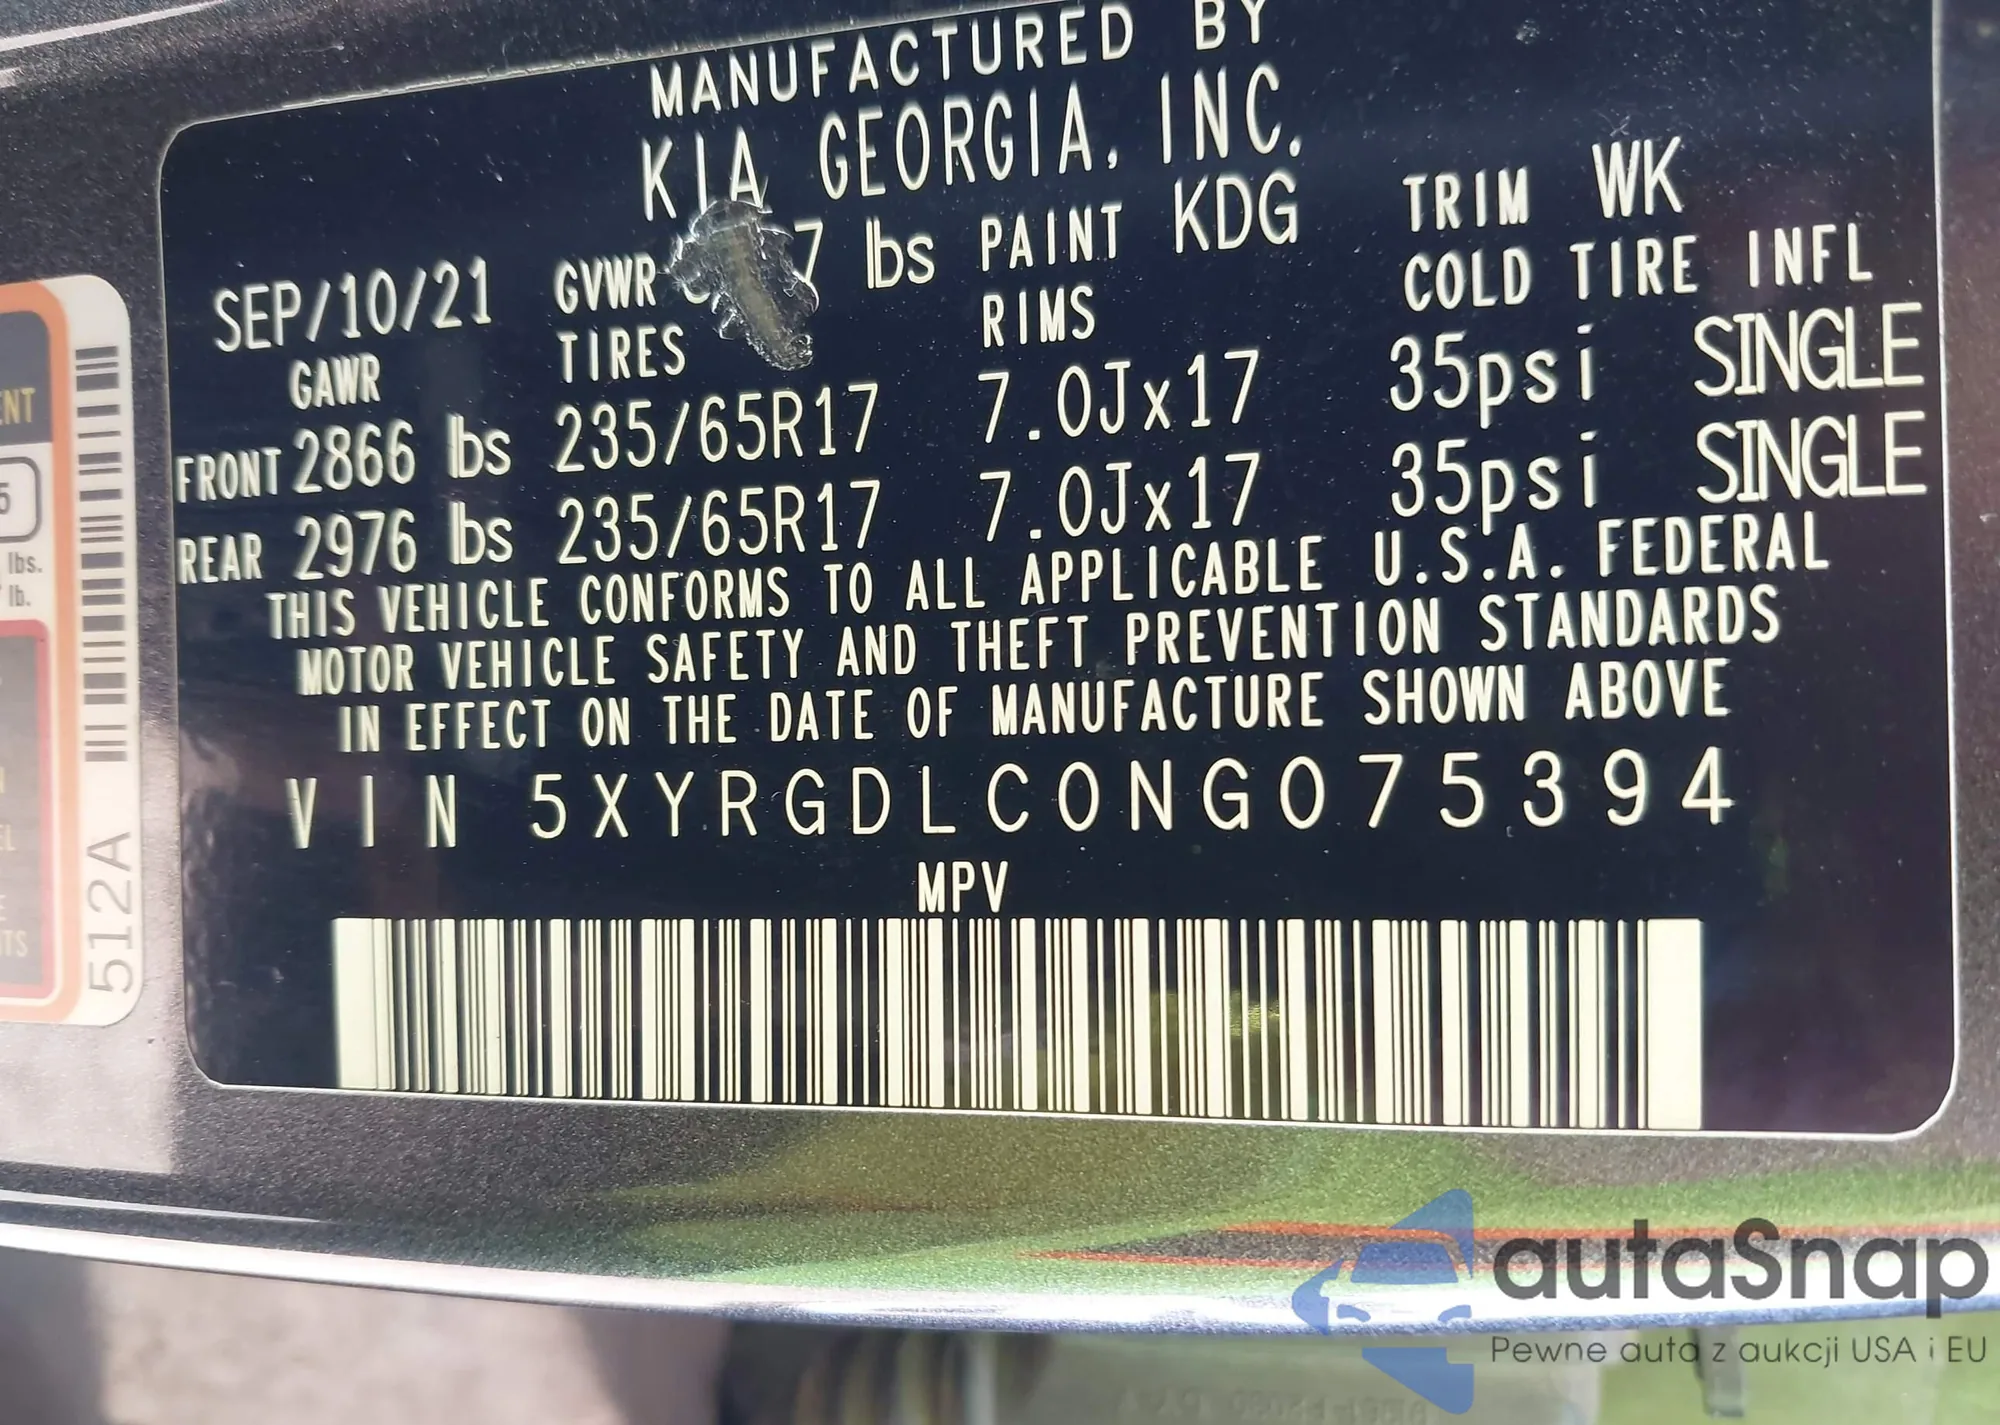 MANUFACTURED BY
KIA GEORGIA, INC.
SEP/10/21 GVWR 7 lbs PAINT KDG TRIM WK
GAWR TIRES RIMS COLD TIRE INFL
FRONT 2866 lbs 235/65R17 7.0Jx17 35psi SINGLE
REAR 2976 lbs 235/65R17 7.0Jx17 35psi SINGLE
THIS VEHICLE CONFORMS TO ALL APPLICABLE U.S.A. FEDERAL
MOTOR VEHICLE SAFETY AND THEFT PREVENTION STANDARDS
IN EFFECT ON THE DATE OF MANUFACTURE SHOWN ABOVE
VIN 5XYRGDLC0NG075394
MPV
lbs.
lb.
512A
autaSnap
Pewne auta z aukcji USA i EU